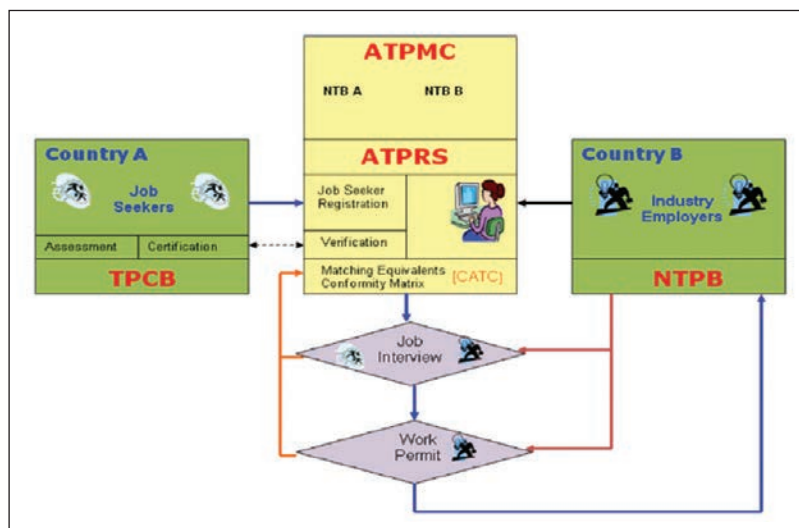 ATPMC
NTB A NTB B
Country A
Job
Seekers
Assessment Certification
TPCB
ATPRS
Job Seeker
Registration
Verification
Matching Equivalents
Conformity Matrix [CATC]
Country B
Industry
Employers
NTPB
Job
Interview
Work
Permit